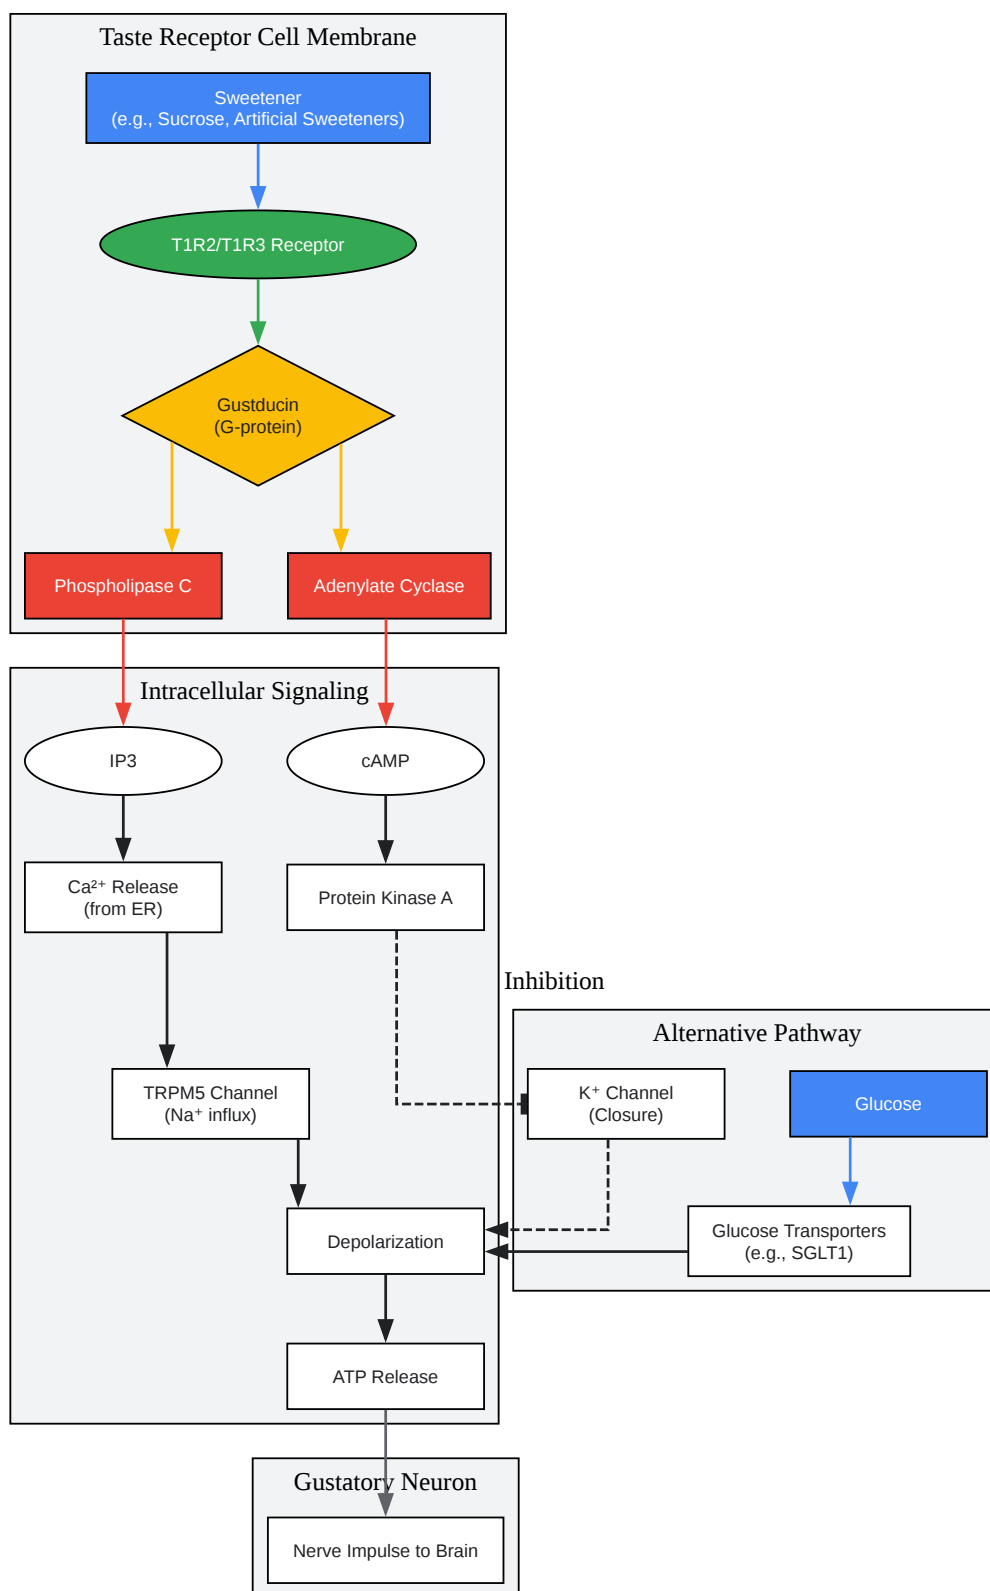 Taste Receptor Cell Membrane
Sweetener
(e.g., Sucrose, Artificial Sweeteners)
T1R2/T1R3 Receptor
Gustducin
(G-protein)
Phospholipase C
Adenylate Cyclase
Intracellular Signaling
IP3
cAMP
Ca²⁺ Release
(from ER)
Protein Kinase A
Inhibition
Alternative Pathway
TRPM5 Channel
(Na⁺ influx)
K⁺ Channel
(Closure)
Glucose
Depolarization
Glucose Transporters
(e.g., SGLT1)
ATP Release
Gustatory Neuron
Nerve Impulse to Brain